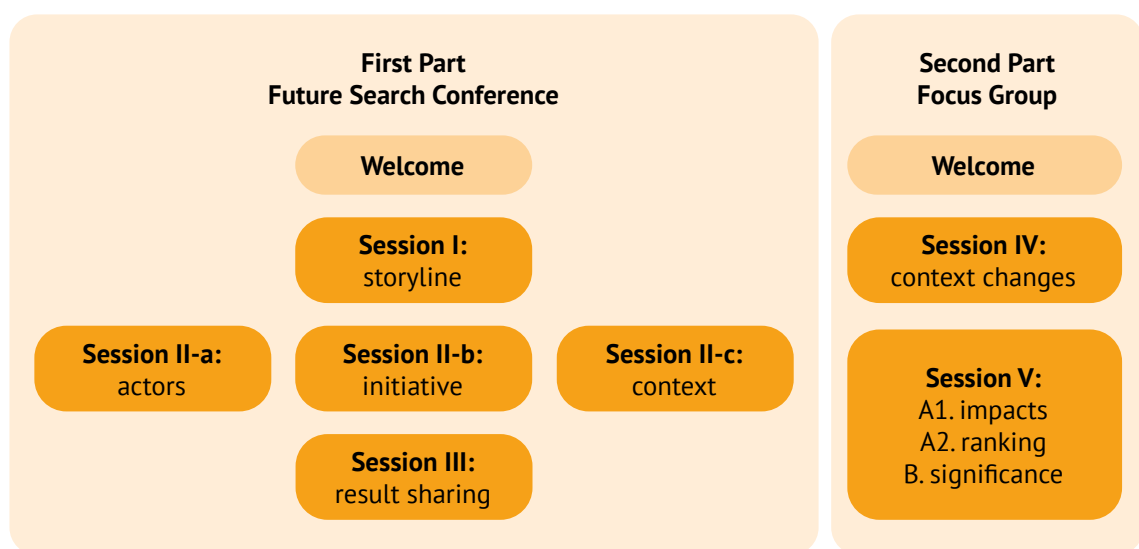 First Part
Future Search Conference
Welcome
Session I:
storyline
Session II-a:
actors
Session II-b:
initiative
Session II-c:
context
Session III:
result sharing
Second Part
Focus Group
Welcome
Session IV:
context changes
Session V:
A1. impacts
A2. ranking
B. significance